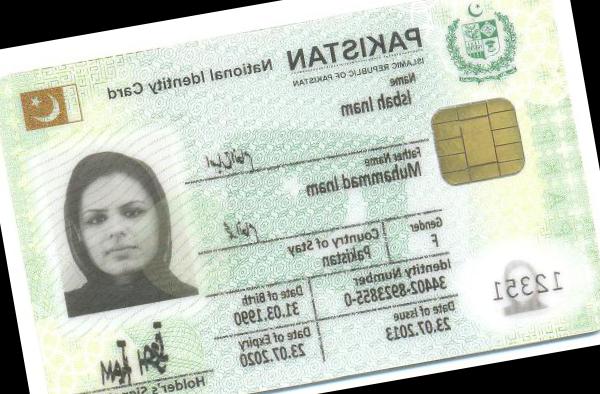 PAKISTAN National Identity Card
ISLAMIC REPUBLIC OF PAKISTAN
Name
Isbah Inam
Father Name
Muhammad Inam
Gender Country of Stay
F Pakistan
Identity Number Date of Birth
34402-8923855-0 31.03.1990
Date of Issue Date of Expiry
23.07.2013 23.07.2020
12351
Holder's